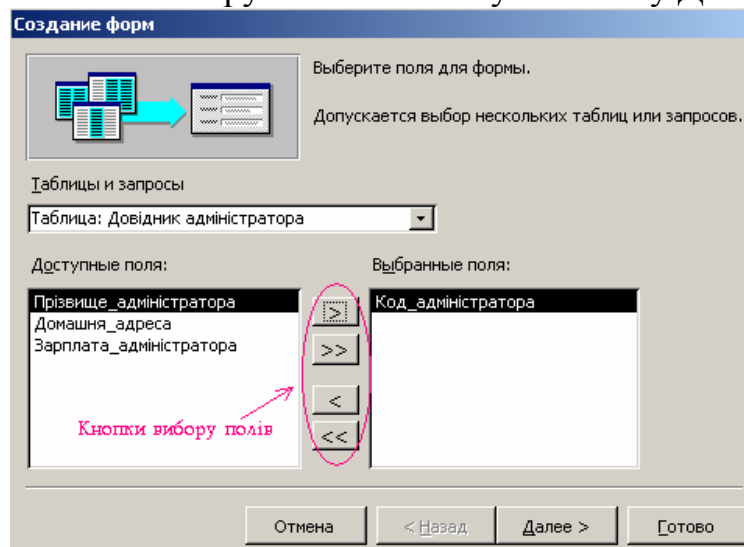 Создание форм
Выберите поля для формы.
Допускается выбор нескольких таблиц или запросов.
Таблицы и запросы
Таблица: Довідник адміністратора
Доступные поля:
Выбранные поля:
Прізвище_адміністратора
Домашня_адреса
Зарплата_адміністратора
>
>>
<
<<
Код_адміністратора
Кнопки вибору полів
Отмена
< Назад
Далее >
Готово